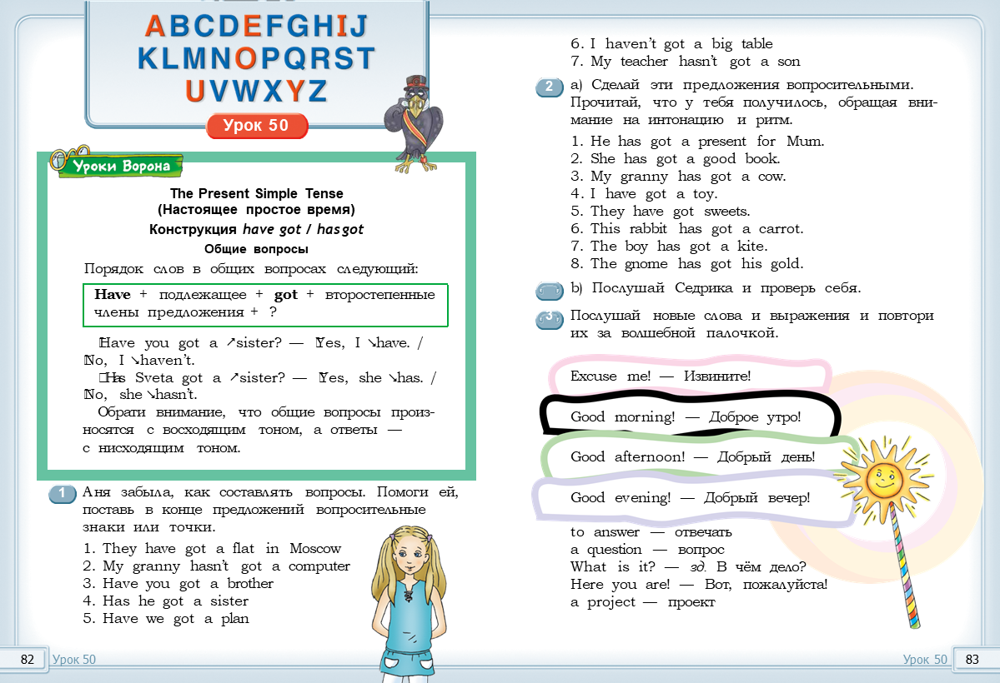 ABCDEFGHIJ
KLMNOPQRST
UVWXYZ
Урок 50
Уроки Ворона
The Present Simple Tense
(Настоящее простое время)
Конструкция have got / has got
Общие вопросы
Порядок слов в общих вопросах следующий:
Have + подлежащее + got + второстепенные
члены предложения + ?
Have you got a ↗sister? — Yes, I ↘have. /
No, I ↘haven't.
Has Sveta got a ↗sister? — Yes, she ↘has. /
No, she ↘hasn't.
Обрати внимание, что общие вопросы произ-
носятся с восходящим тоном, а ответы —
с нисходящим тоном.
1 Аня забыла, как составлять вопросы. Помоги ей,
поставь в конце предложений вопросительные
знаки или точки.
1. They have got a flat in Moscow
2. My granny hasn't got a computer
3. Have you got a brother
4. Has he got a sister
5. Have we got a plan
82 Урок 50
6. I haven't got a big table
7. My teacher hasn't got a son
2 a) Сделай эти предложения вопросительными.
Прочитай, что у тебя получилось, обращая вни-
мание на интонацию и ритм.
1. He has got a present for Mum.
2. She has got a good book.
3. My granny has got a cow.
4. I have got a toy.
5. They have got sweets.
6. This rabbit has got a carrot.
7. The boy has got a kite.
8. The gnome has got his gold.
b) Послушай Седрика и проверь себя.
3 Послушай новые слова и выражения и повтори
их за волшебной палочкой.
Excuse me! — Извините!
Good morning! — Доброе утро!
Good afternoon! — Добрый день!
Good evening! — Добрый вечер!
to answer — отвечать
a question — вопрос
What is it? — зд. В чём дело?
Here you are! — Вот, пожалуйста!
a project — проект
Урок 50 83